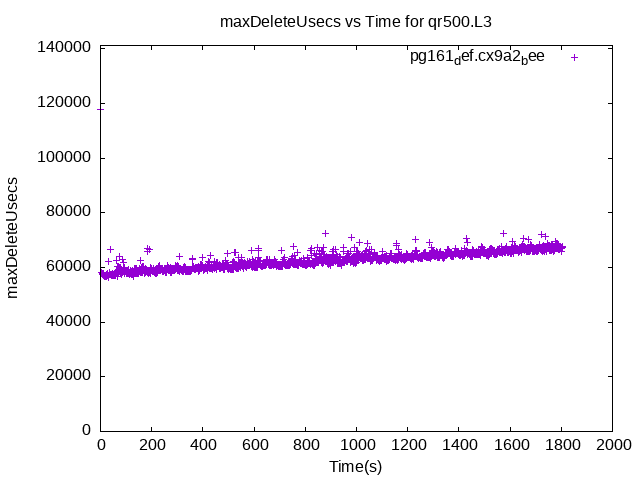 maxDeleteUsecs vs Time for qr500.L3
pg161_def.cx9a2_bee
maxDeleteUsecs
140000
120000
100000
80000
60000
40000
20000
0
0 200 400 600 800 1000 1200 1400 1600 1800 2000
Time(s)